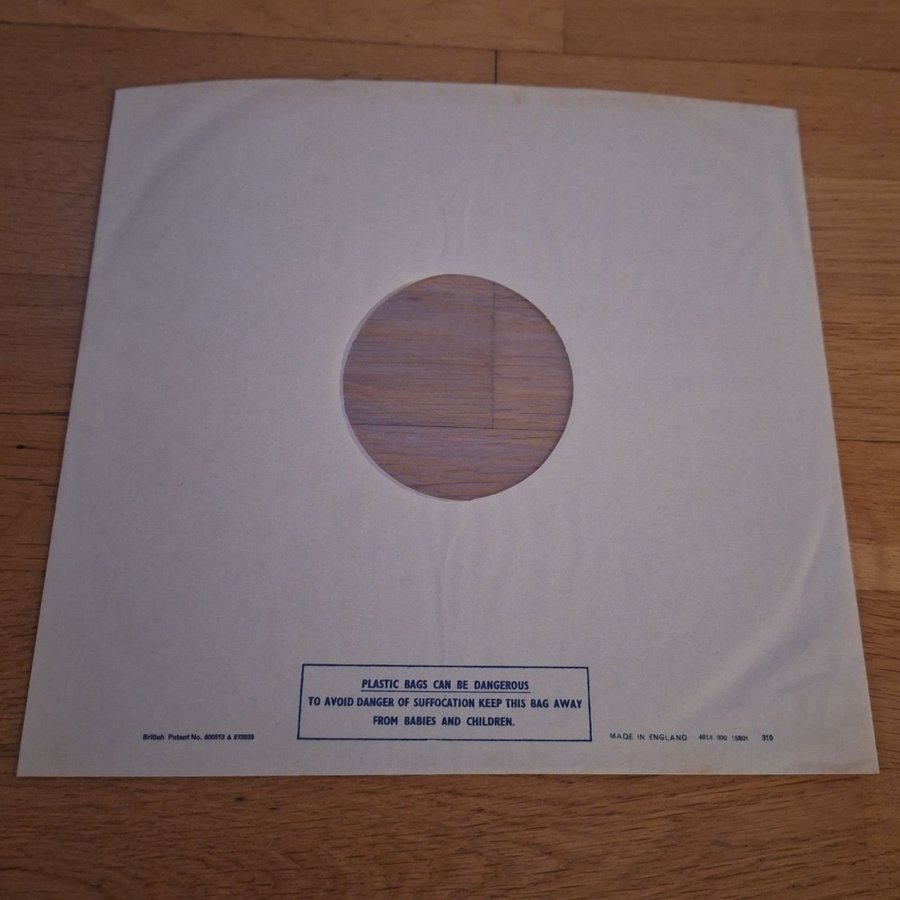 PLASTIC BAGS CAN BE DANGEROUS
TO AVOID DANGER OF SUFFOCATION KEEP THIS BAG AWAY
FROM BABIES AND CHILDREN.
British Patent No. &
MADE IN ENGLAND 310